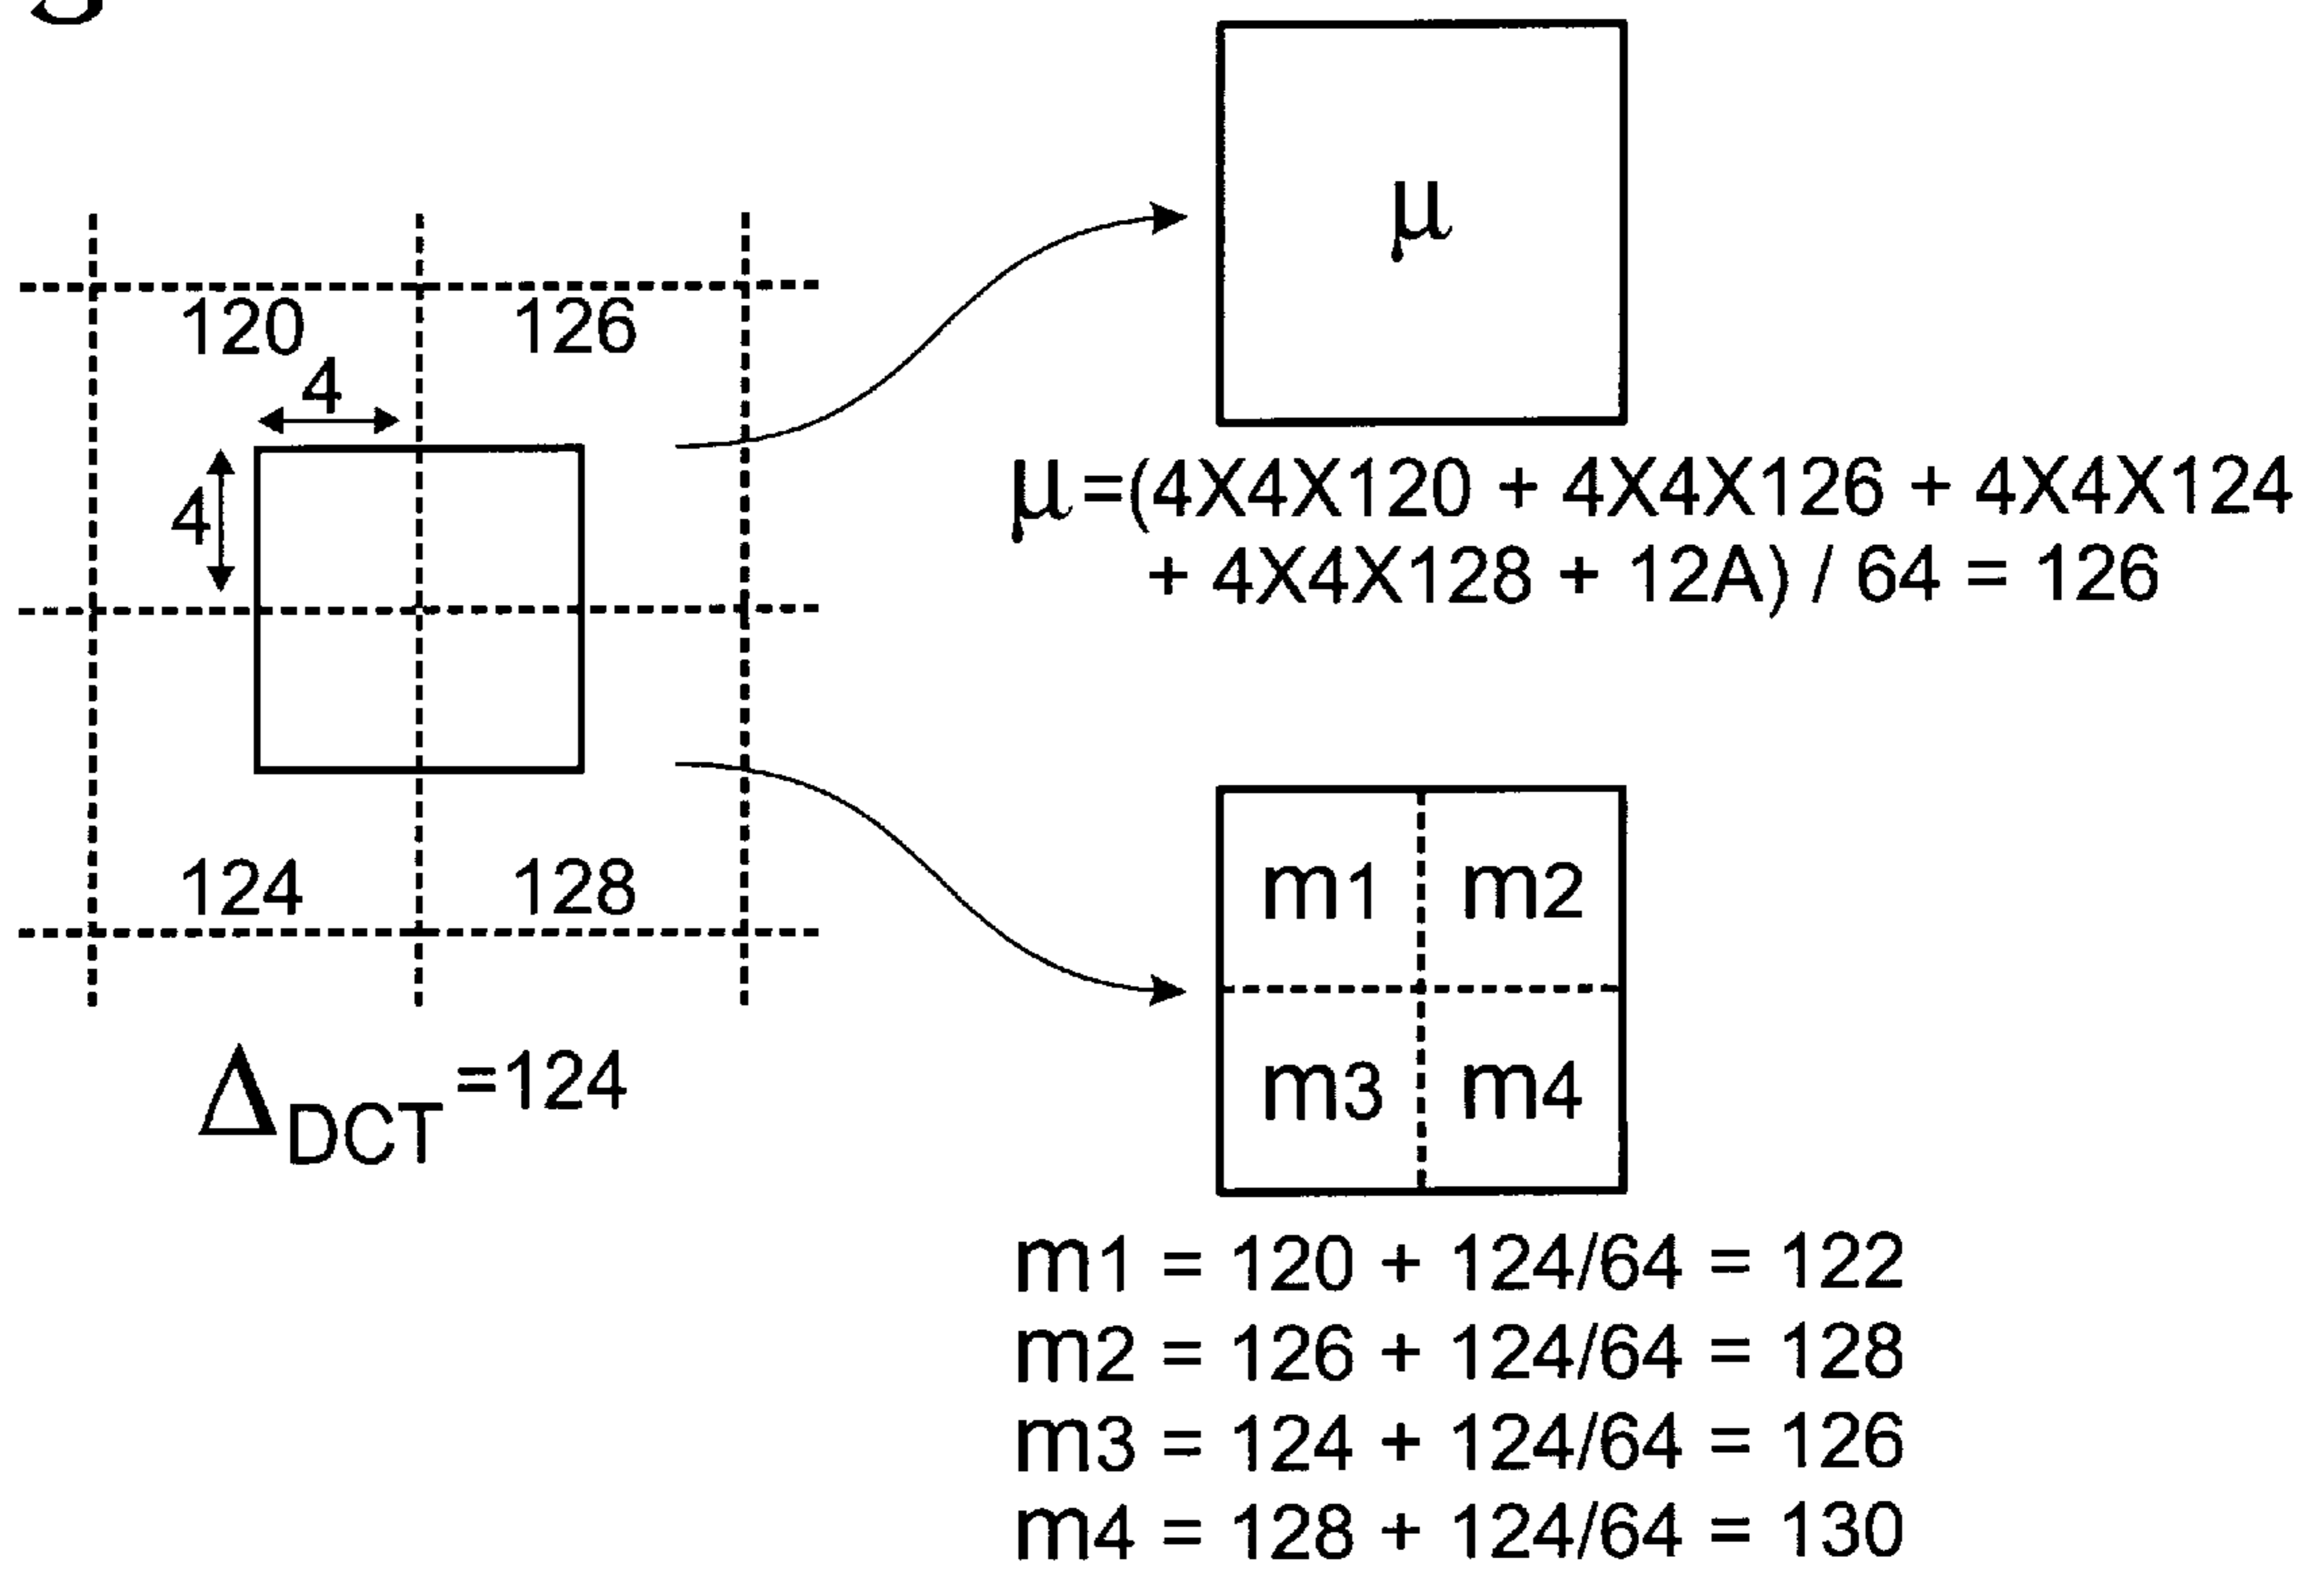 120 126
4
4
124 128
ΔDCT =124
μ
μ=(4X4X120 + 4X4X126 + 4X4X124
+ 4X4X128 + 12A) / 64 = 126
m1 m2
m3 m4
m1 = 120 + 124/64 = 122
m2 = 126 + 124/64 = 128
m3 = 124 + 124/64 = 126
m4 = 128 + 124/64 = 130